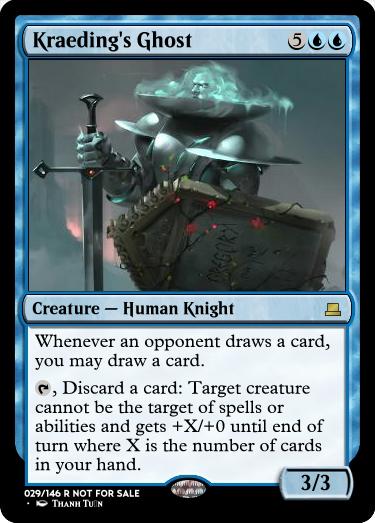 Kraeding's Ghost 5
GREGORY
Creature — Human Knight
Whenever an opponent draws a card,
you may draw a card.
, Discard a card: Target creature
cannot be the target of spells or
abilities and gets +X/+0 until end of
turn where X is the number of cards
in your hand.
3/3
029/146 R NOT FOR SALE
THANH TUẤN